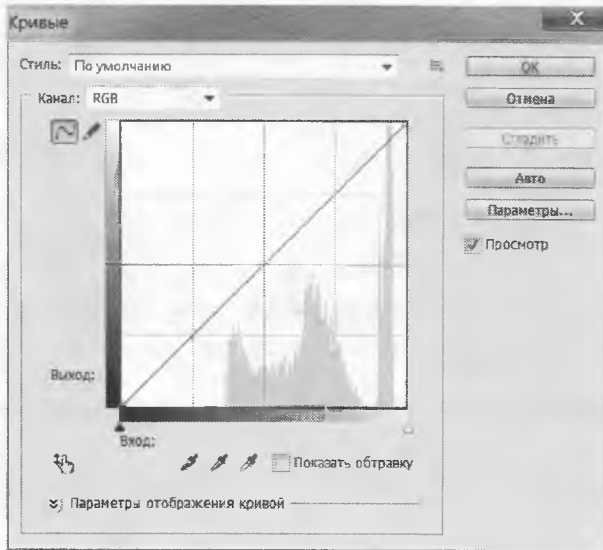 Кривые
Стиль: По умолчанию
OK
Канал: RGB
Отмена
Сгладить
Авто
Параметры...
Просмотр
Выход:
Вход:
Показать обтравку
Параметры отображения кривой